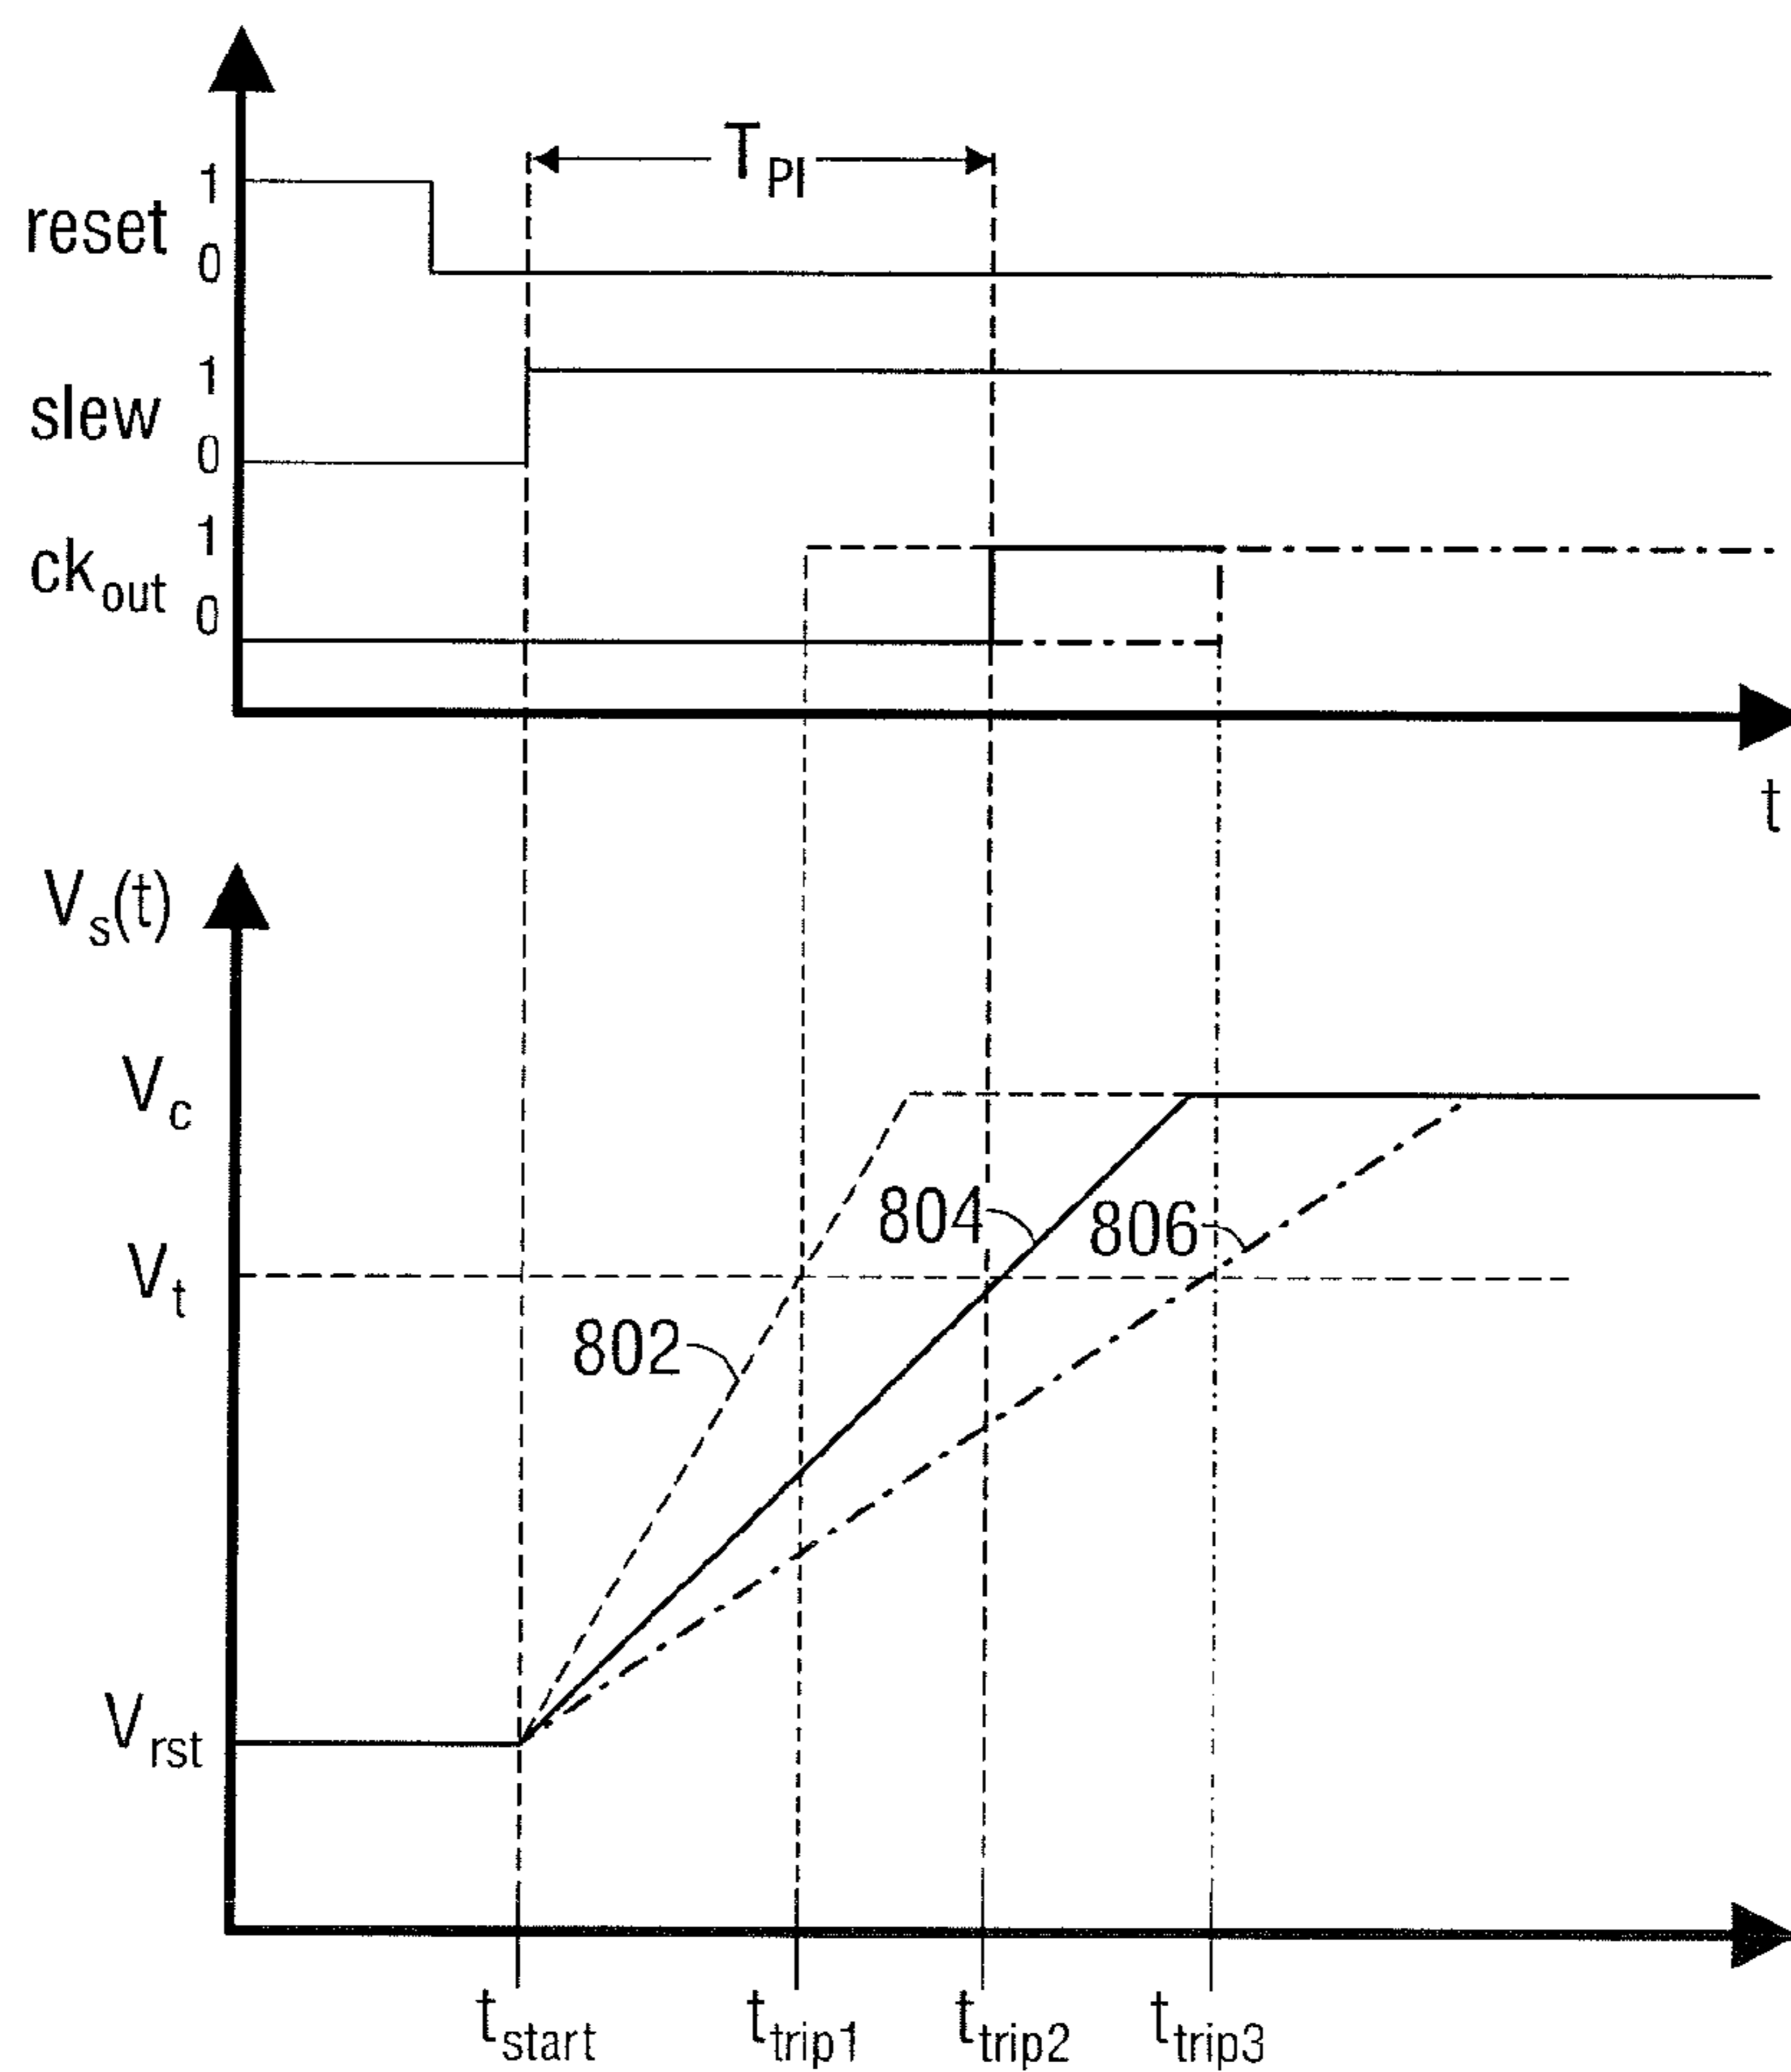 T_PI
1
reset
0
1
slew
0
1
ck_out
0
t
V_s(t)
V_c
804
806
V_t
802
V_rst
t_start
t_trip1
t_trip2
t_trip3